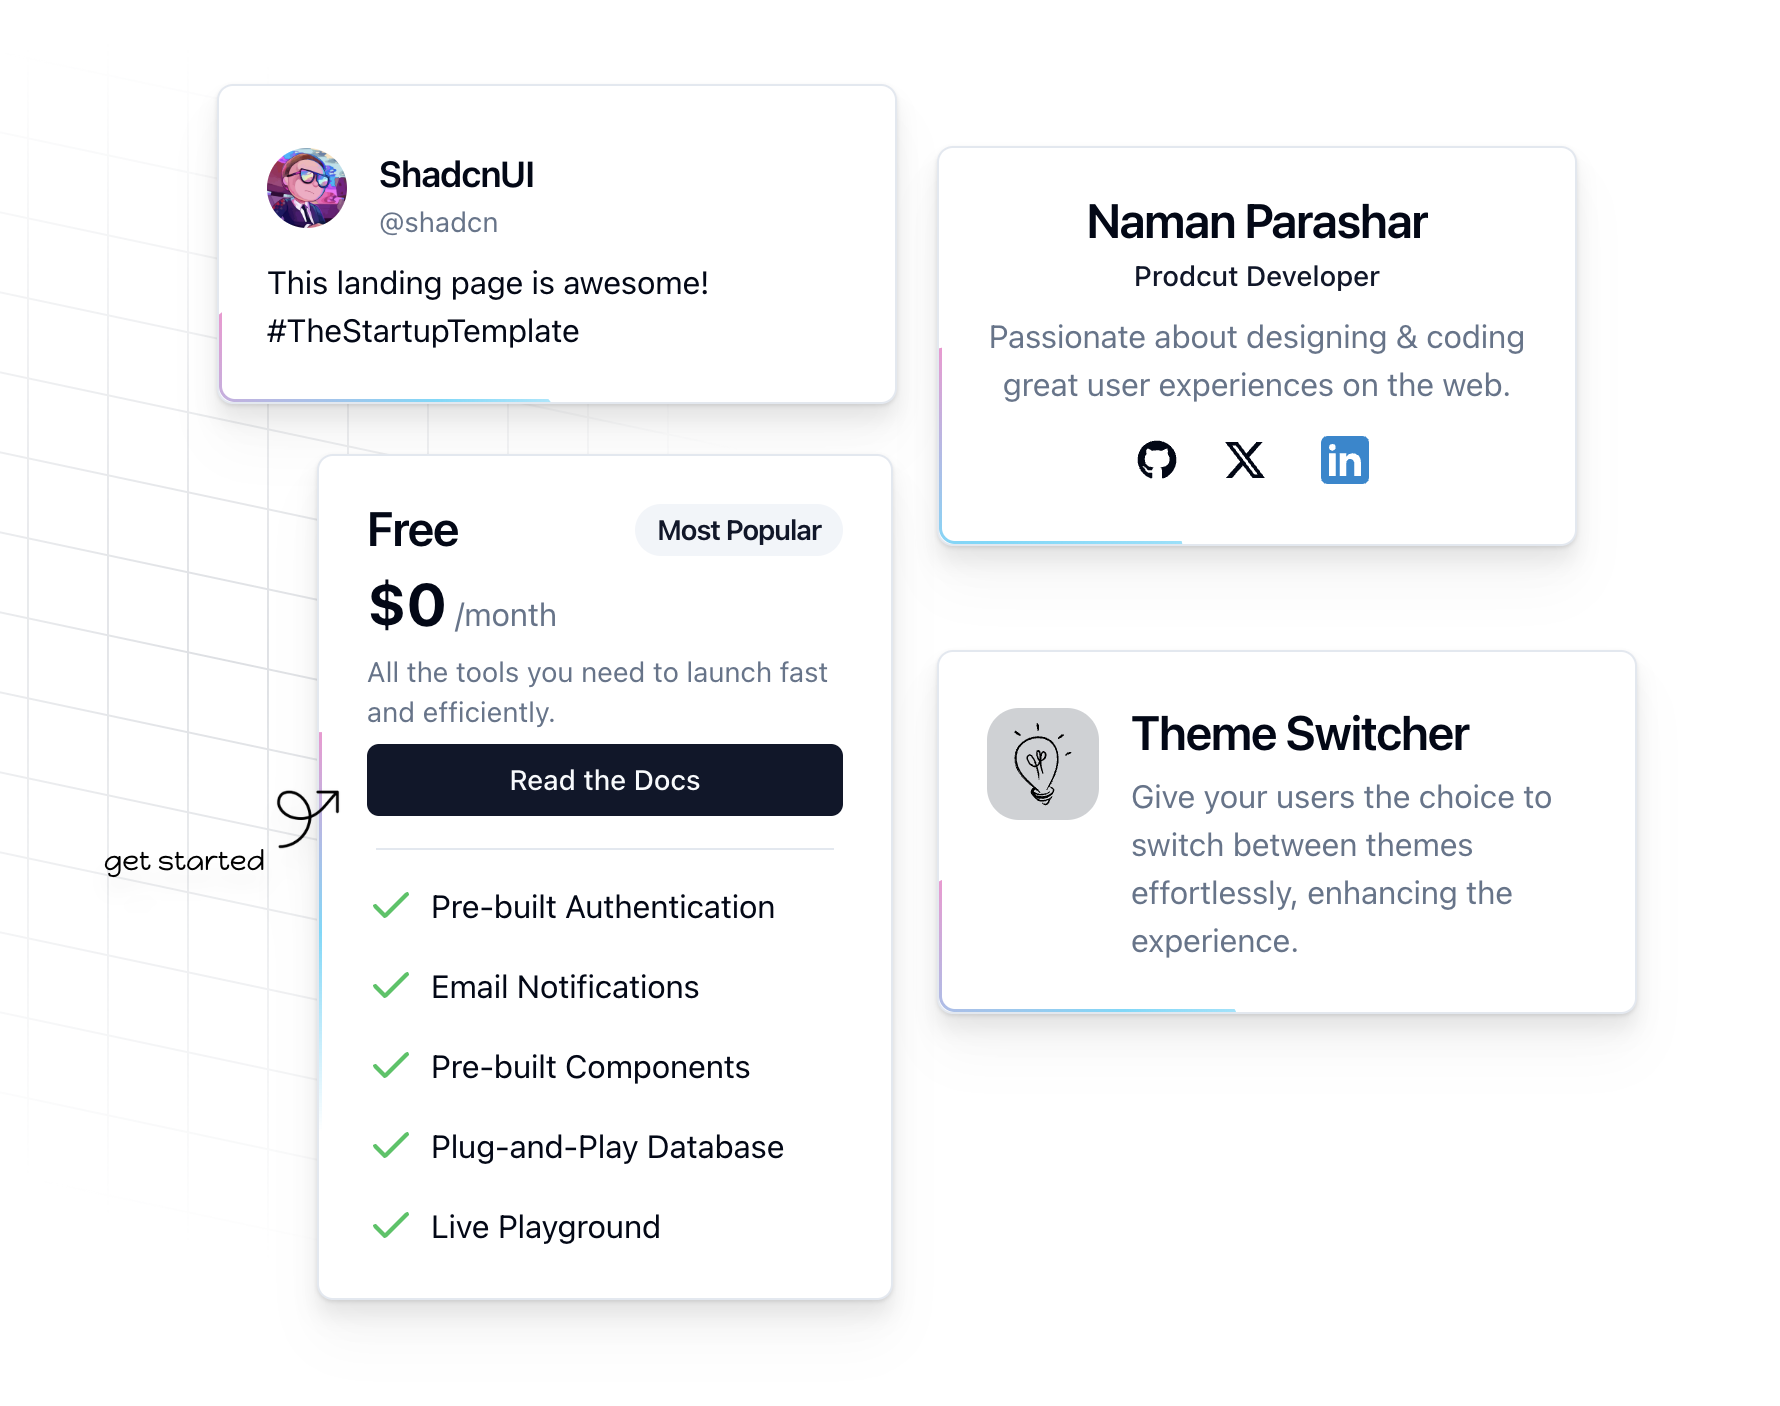 ShadcnUI
@shadcn
This landing page is awesome!
#TheStartupTemplate
Naman Parashar
Prodcut Developer
Passionate about designing & coding
great user experiences on the web.
in
Free
Most Popular
$0 /month
All the tools you need to launch fast
and efficiently.
Read the Docs
get started
Pre-built Authentication
Email Notifications
Pre-built Components
Plug-and-Play Database
Live Playground
Theme Switcher
Give your users the choice to
switch between themes
effortlessly, enhancing the
experience.